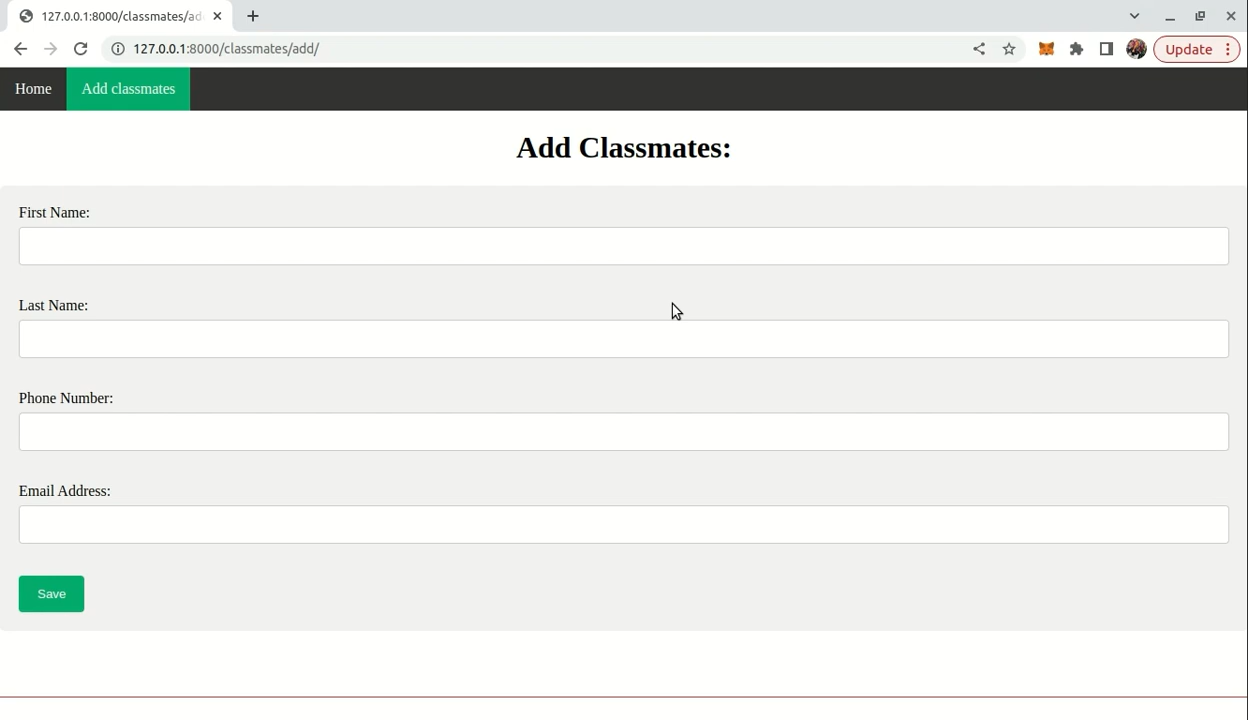 127.0.0.1:8000/classmates/add
127.0.0.1:8000/classmates/add/
Update
Home
Add classmates
Add Classmates:
First Name:
Last Name:
Phone Number:
Email Address:
Save